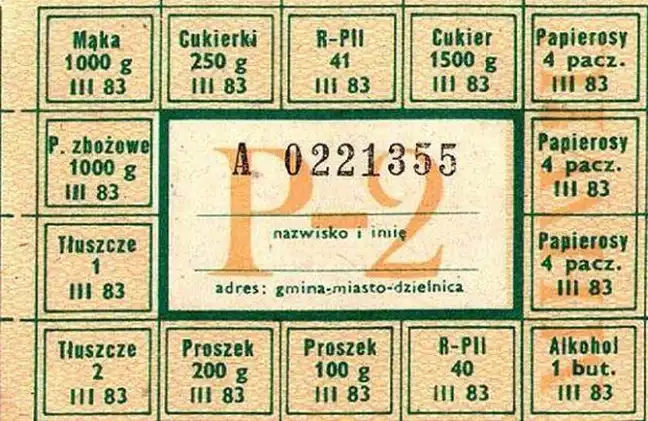 Mąka
1000 g
III 83
Cukierki
250 g
III 83
R-PII
41
III 83
Cukier
1500 g
III 83
Papierosy
4 pacz.
III 83
P. zbożowe
1000 g
III 83
A 0221355
P-2
nazwisko i imię
adres: gmina-miasto-dzielnica
Papierosy
4 pacz.
III 83
Tłuszcze
1
III 83
Papierosy
4 pacz.
III 83
Tłuszcze
2
III 83
Proszek
200 g
III 83
Proszek
100 g
III 83
R-PII
40
III 83
Alkohol
1 but.
III 83